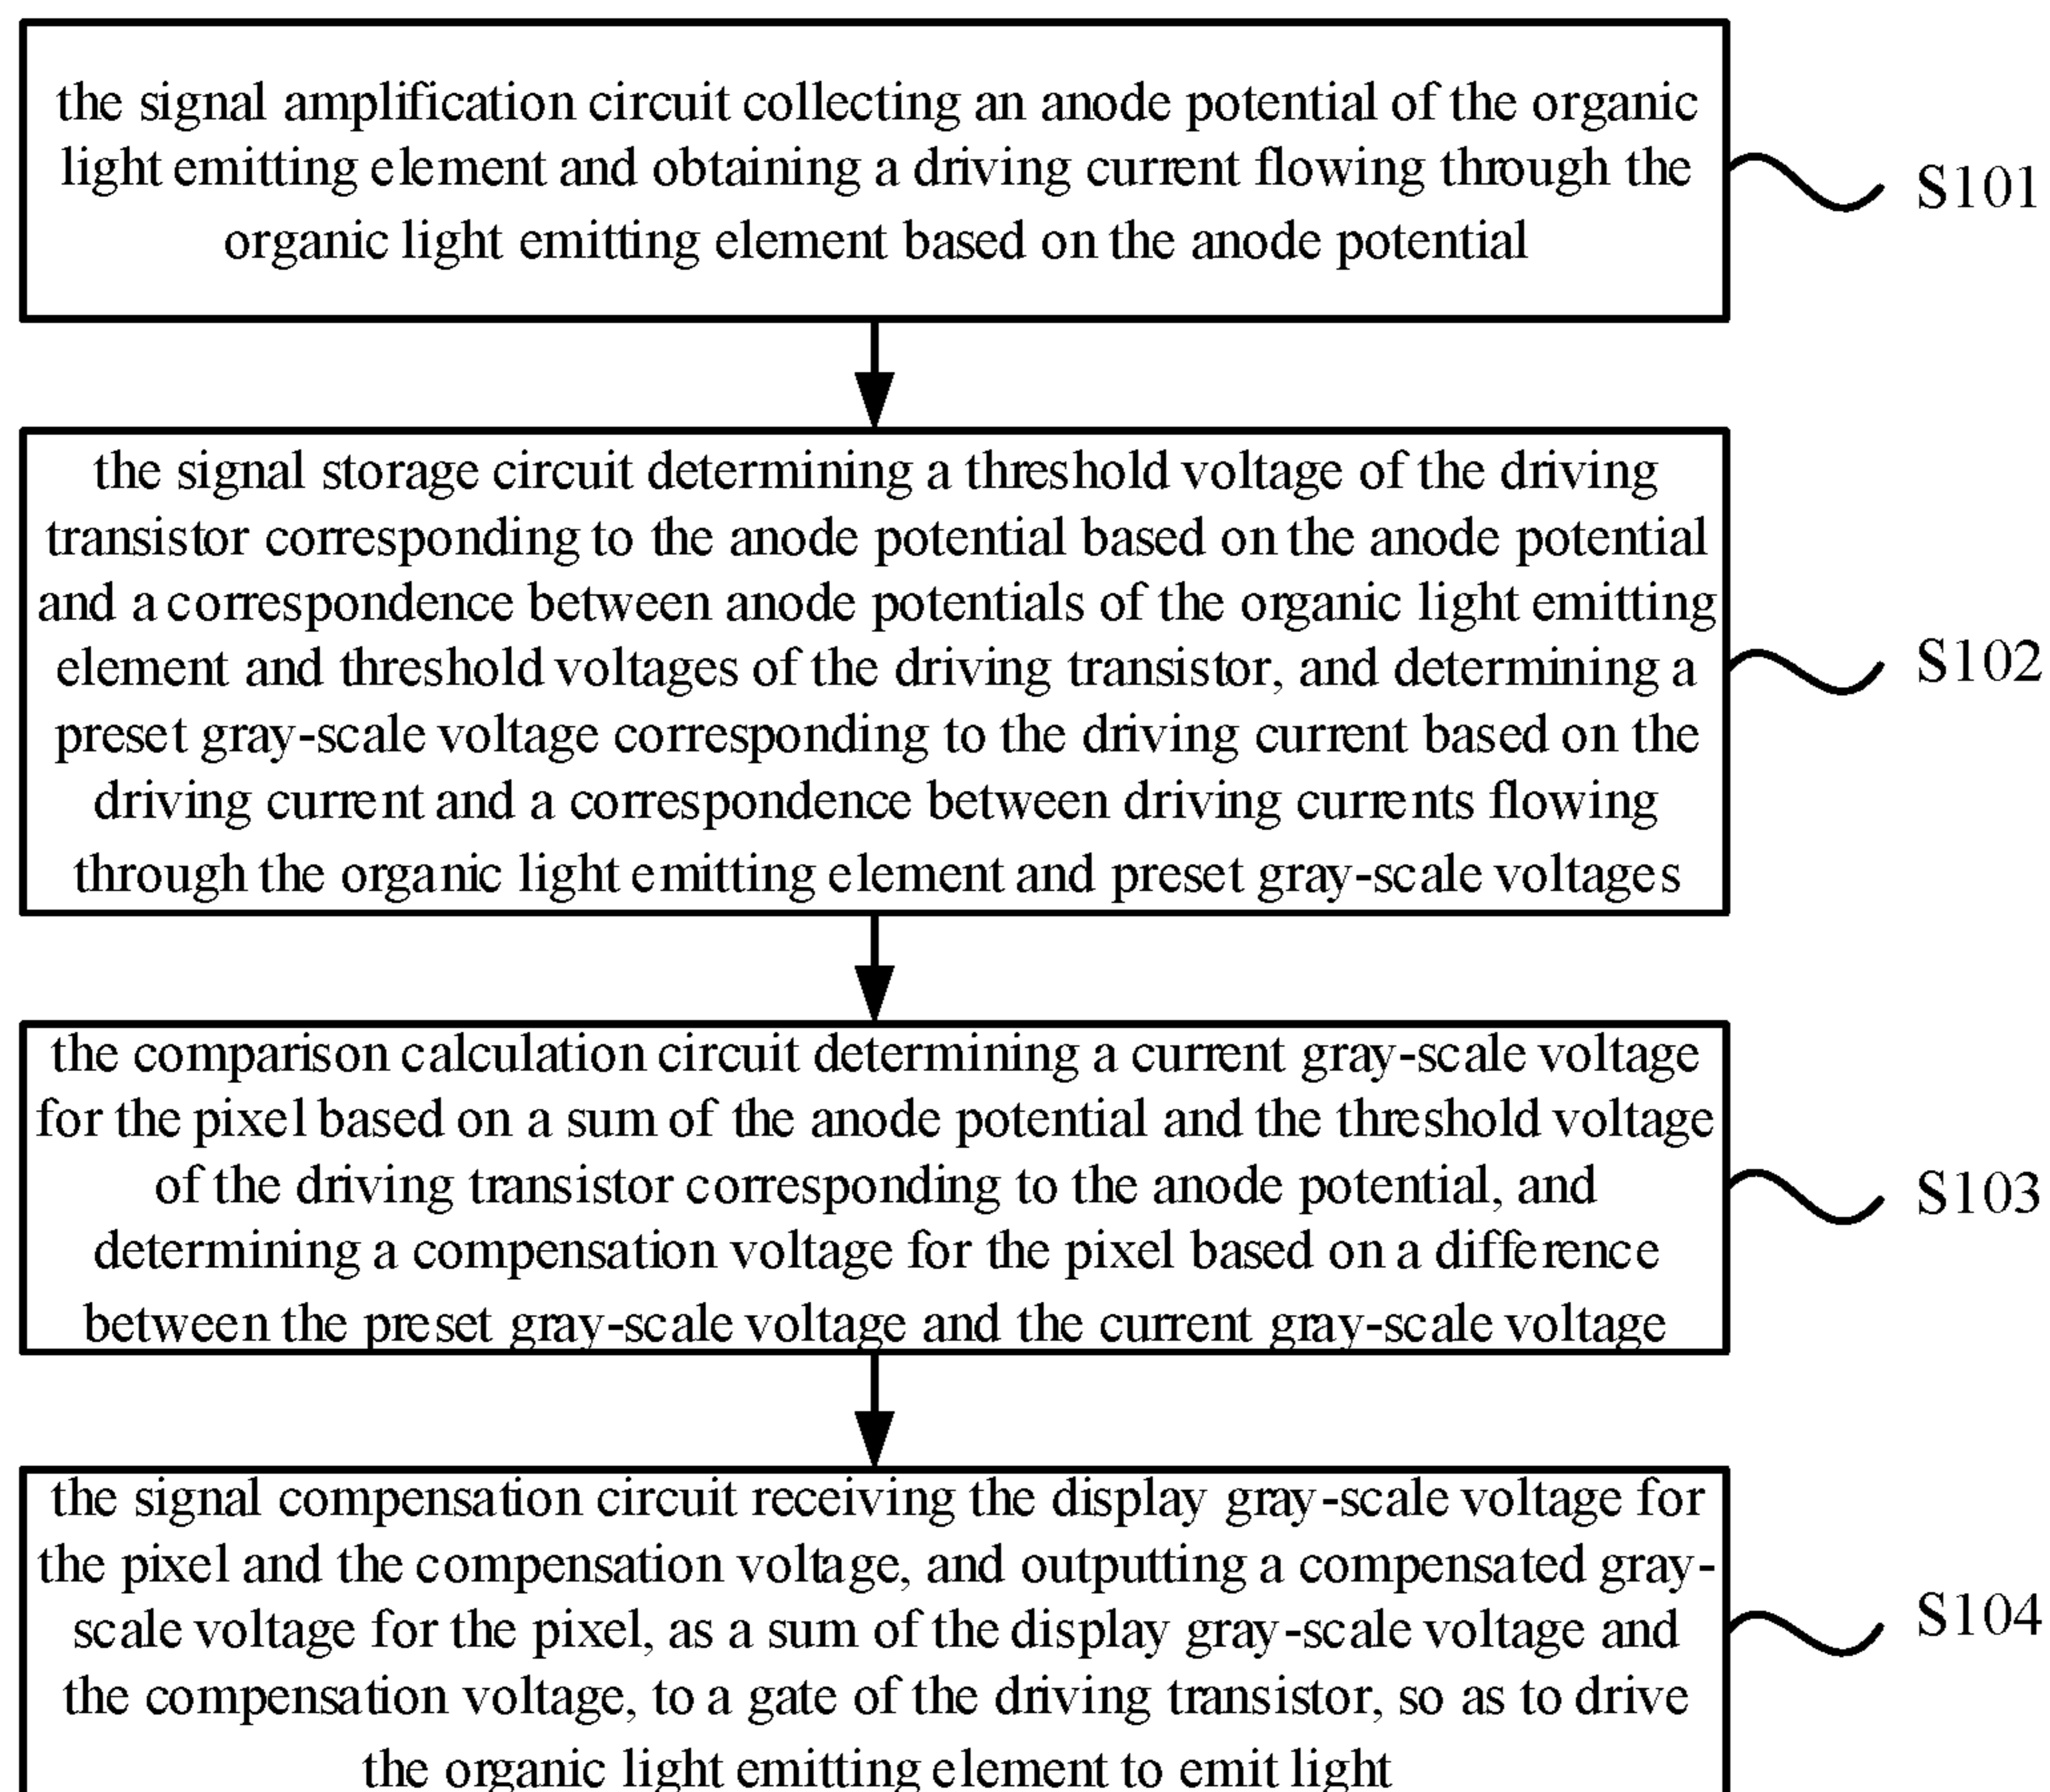 the signal amplification circuit collecting an anode potential of the organic
light emitting element and obtaining a driving current flowing through the
organic light emitting element based on the anode potential
S101
the signal storage circuit determining a threshold voltage of the driving
transistor corresponding to the anode potential based on the anode potential
and a correspondence between anode potentials of the organic light emitting
element and threshold voltages of the driving transistor, and determining a
preset gray-scale voltage corresponding to the driving current based on the
driving current and a correspondence between driving currents flowing
through the organic light emitting element and preset gray-scale voltages
S102
the comparison calculation circuit determining a current gray-scale voltage
for the pixel based on a sum of the anode potential and the threshold voltage
of the driving transistor corresponding to the anode potential, and
determining a compensation voltage for the pixel based on a difference
between the preset gray-scale voltage and the current gray-scale voltage
S103
the signal compensation circuit receiving the display gray-scale voltage for
the pixel and the compensation voltage, and outputting a compensated gray-
scale voltage for the pixel, as a sum of the display gray-scale voltage and
the compensation voltage, to a gate of the driving transistor, so as to drive
the organic light emitting element to emit light
S104